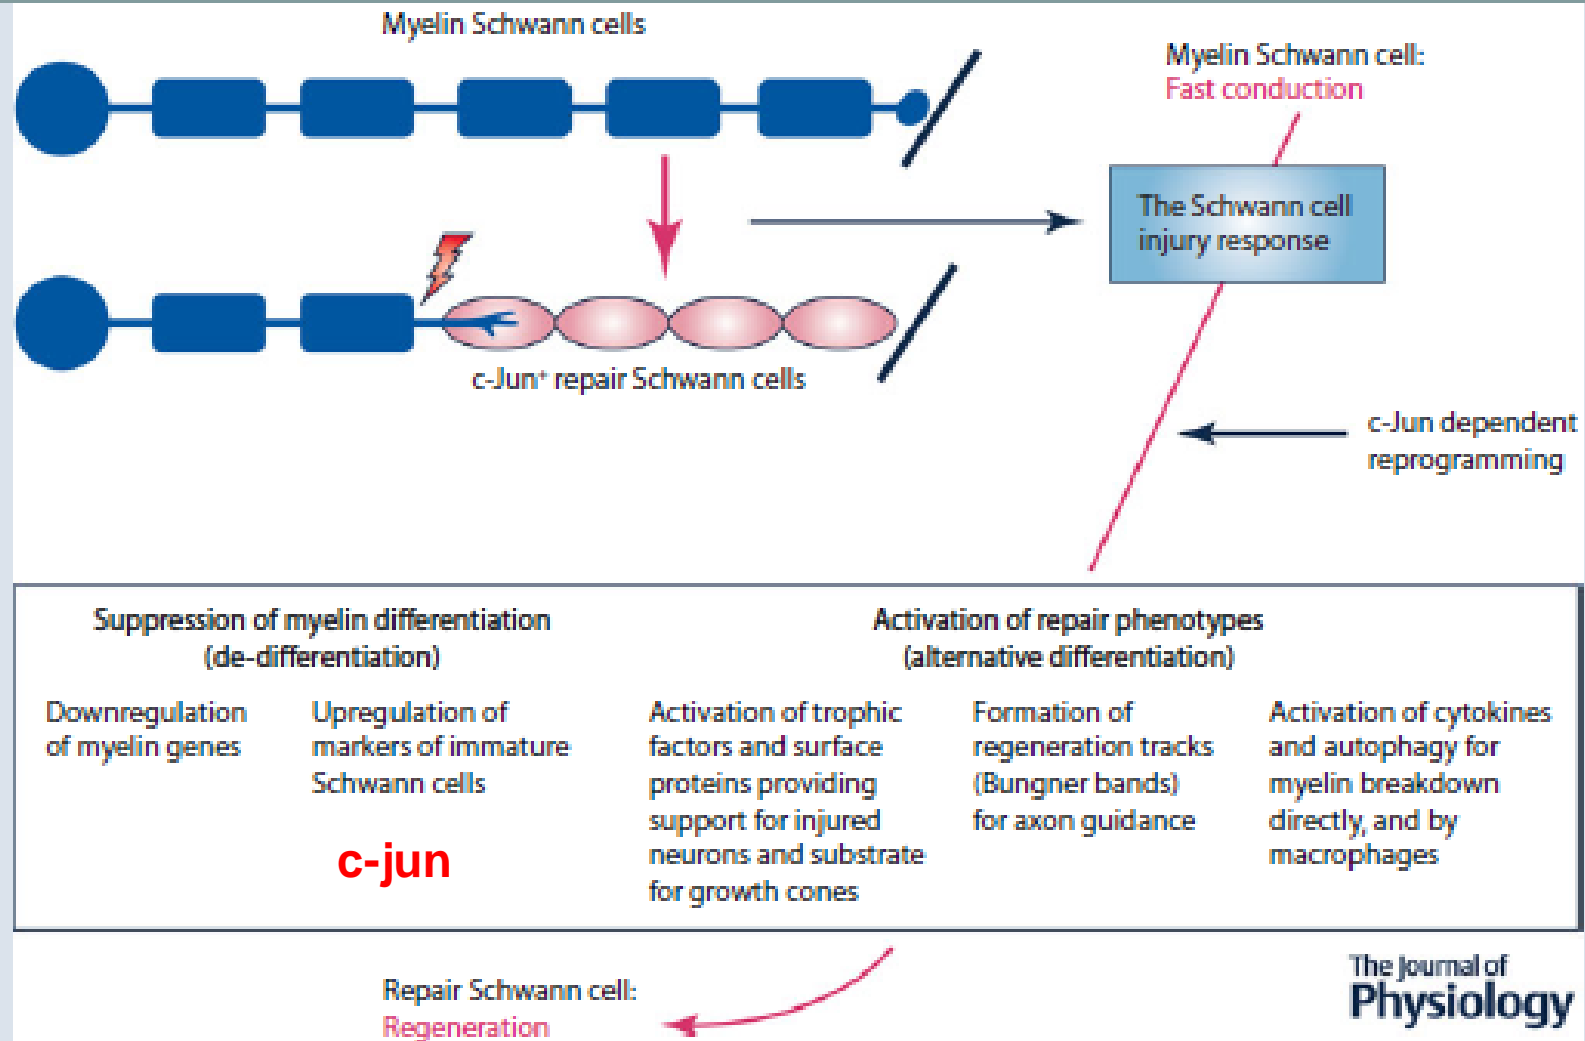 Myelin Schwann cells
Myelin Schwann cell:
Fast conduction
The Schwann cell
injury response
c-Jun⁺ repair Schwann cells
c-Jun dependent
reprogramming
Suppression of myelin differentiation
(de-differentiation)
Activation of repair phenotypes
(alternative differentiation)
Downregulation
of myelin genes
Upregulation of
markers of immature
Schwann cells
c-jun
Activation of trophic
factors and surface
proteins providing
support for injured
neurons and substrate
for growth cones
Formation of
regeneration tracks
(Bungner bands)
for axon guidance
Activation of cytokines
and autophagy for
myelin breakdown
directly, and by
macrophages
Repair Schwann cell:
Regeneration
The Journal of
Physiology